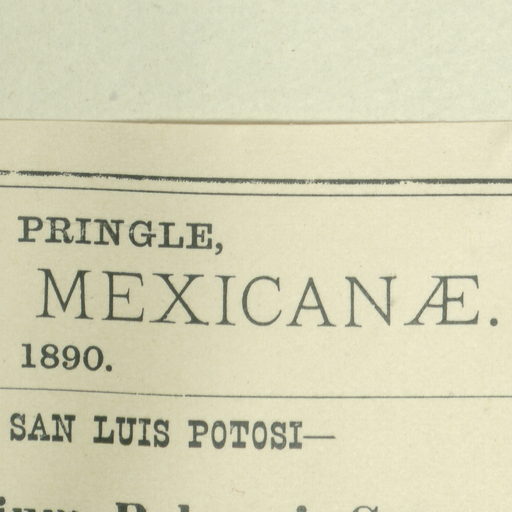 PRINGLE,
MEXICANÆ.
1890.
SAN LUIS POTOSI—